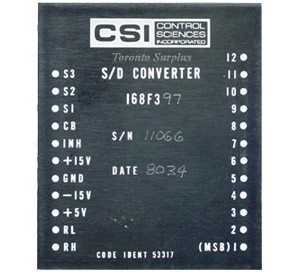 CSI CONTROL SCIENCES INCORPORATED
Toronto Surplus
S/D CONVERTER
168F397
S/N 11066
DATE 8034
S3
S2
S1
CB
INH
+15V
GND
-15V
+5V
RL
RH
12
11
10
9
8
7
6
5
4
3
2
(MSB) 1
CODE IDENT 53317